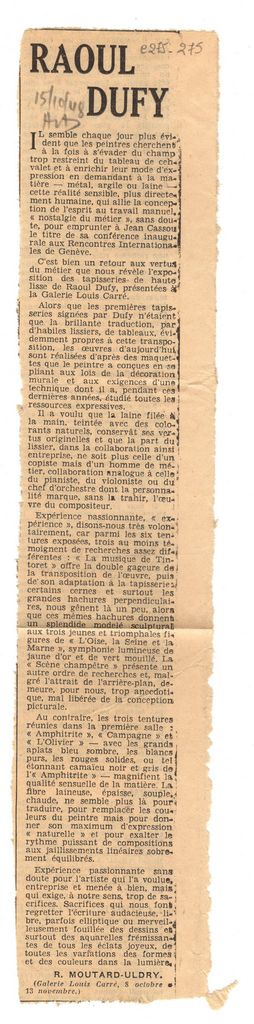 e275-275
RAOUL
15/10/48
Arts
DUFY
IL semble chaque jour plus évi-
dent que les peintres cherchent
à la fois à s'évader du champ
trop restreint du tableau de che-
valet et à enrichir leur mode d'ex-
pression en demandant à la ma-
tière — métal, argile ou laine —
cette réalité sensible, plus directe-
ment humaine, qui allie la concep-
tion de l'esprit au travail manuel,
« nostalgie du métier », sans dou-
te, pour emprunter à Jean Cassou
le titre de sa conférence inaugu-
rale aux Rencontres Internationa-
les de Genève.
C'est bien un retour aux vertus
du métier que nous révèle l'expo-
sition des tapisseries de haute
lisse de Raoul Dufy, présentées à
la Galerie Louis Carré.
Alors que les premières tapis-
series signées par Dufy n'étaient
que la brillante traduction, par
d'habiles lissiers, de tableaux, évi-
demment propres à cette transpo-
sition, les œuvres d'aujourd'hui
sont réalisées d'après des maquet-
tes que le peintre a conçues en se
pliant aux lois de la décoration
murale et aux exigences d'une
technique dont il a, pendant ces
dernières années, étudié toutes les
ressources expressives.
Il a voulu que la laine filée à
la main, teintée avec des colo-
rants naturels, conservât ses ver-
tus originelles et que la part du
lissier, dans la collaboration ainsi
entreprise, ne soit plus celle d'un
copiste mais d'un homme de mé-
tier, collaboration analogue à celle
du pianiste, du violoniste ou du
chef d'orchestre dont la personna-
lité marque, sans la trahir, l'œu-
vre du compositeur.
Expérience passionnante, « ex-
périence », disons-nous très volon-
tairement, car parmi les six ten-
tures exposées, trois au moins té-
moignent de recherches assez dif-
férentes : « La musique de Tin-
toret » offre la double gageure de
la transposition de l'œuvre, puis
de son adaptation à la tapisserie;
certains cernes et surtout les
grandes hachures perpendiculai-
res, nous gênent là un peu, alors
que ces mêmes hachures donnent
un splendide modelé sculptural
aux trois jeunes et triomphales fi-
gures de « L'Oise, la Seine et la
Marne », symphonie lumineuse de
jaune d'or et de vert mouillé. La
« Scène champêtre » présente un
autre ordre de recherches et, mal-
gré l'attrait de l'arrière-plan, de-
meure, pour nous, trop anecdoti-
que, mal libérée de la conception
picturale.
Au contraire, les trois tentures
réunies dans la première salle :
« Amphitrite », « Campagne » et
« L'Olivier » — avec les grands
aplats bleu sombre, les blancs
purs, les rouges solides, ou tel
étonnant camaïeu noir et gris de
l'« Amphitrite » — magnifient la
qualité sensuelle de la matière. La
fibre laineuse, épaisse, souple,
chaude, ne semble plus là pour
traduire, pour remplacer les cou-
leurs du peintre mais pour don-
ner son maximum d'expression
« naturelle » et pour exalter le
rythme puissant de compositions
aux jaillissements linéaires sobre-
ment équilibrés.
Expérience passionnante sans
doute pour l'artiste qui l'a voulue,
entreprise et menée à bien, mais
qui exige, à notre sens, trop de sa-
crifices. Sacrifices qui nous font
regretter l'écriture audacieuse, li-
bre, parfois elliptique ou merveil-
leusement fouillée des dessins et
surtout des aquarelles frémissan-
tes de tous les éclats joyeux, de
toutes les variations des formes
et des couleurs dans la lumière.
R. MOUTARD-ULDRY.
(Galerie Louis Carré, 8 octobre -
13 novembre.)